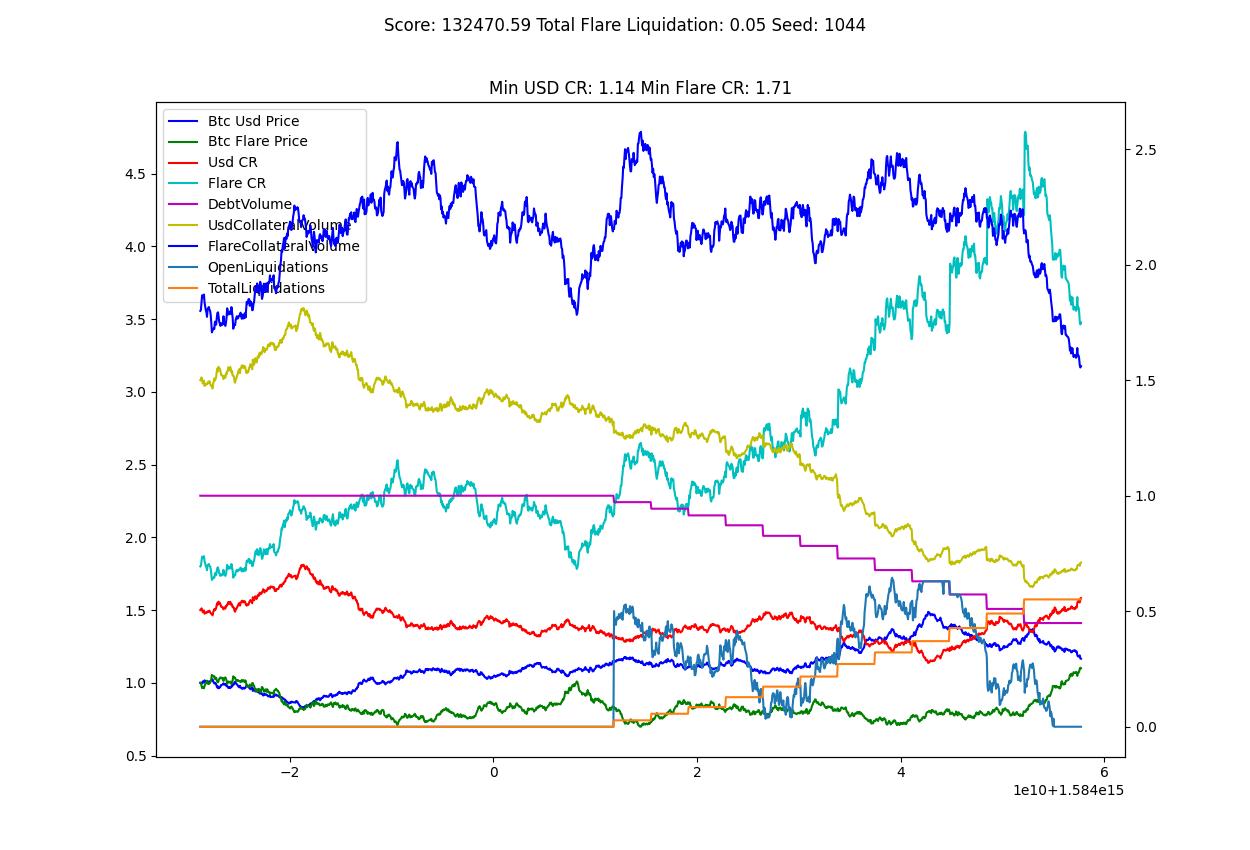 Score: 132470.59 Total Flare Liquidation: 0.05 Seed: 1044
Min USD CR: 1.14 Min Flare CR: 1.71
Btc Usd Price
Btc Flare Price
Usd CR
Flare CR
DebtVolume
UsdCollateralVolume
FlareCollateralVolume
OpenLiquidations
TotalLiquidations
4.5
4.0
3.5
3.0
2.5
2.0
1.5
1.0
0.5
2.5
2.0
1.5
1.0
0.5
0.0
−2
0
2
4
6
1e10+1.584e15